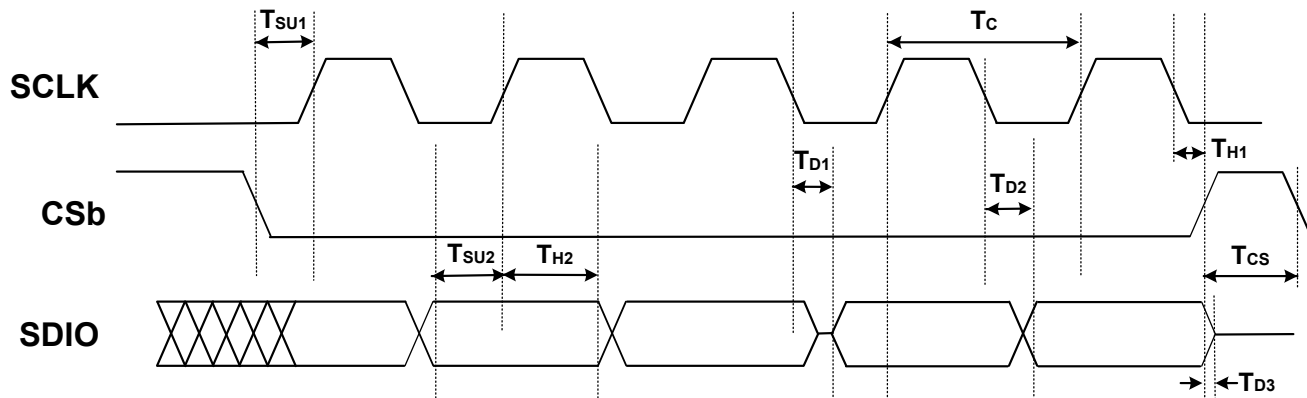 TSU1
TC
SCLK
TD1
TH1
TD2
CSb
TSU2
TH2
TCS
SDIO
TD3